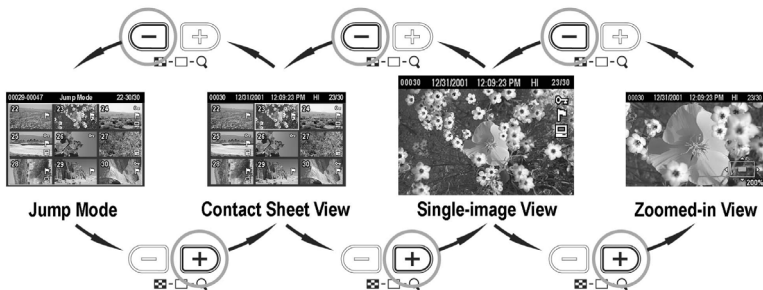 00029-00047 Jump Mode 22-30/30
22 23 24
25 26 27
28 29 30
00030 12/31/2001 12:09:23 PM HI 23/30
22 23 24
25 26 27
28 29 30
00030 12/31/2001 12:09:23 PM HI 23/30
00030 12/31/2001 12:09:23 PM HI 23/30
200%
Jump Mode
Contact Sheet View
Single-image View
Zoomed-in View